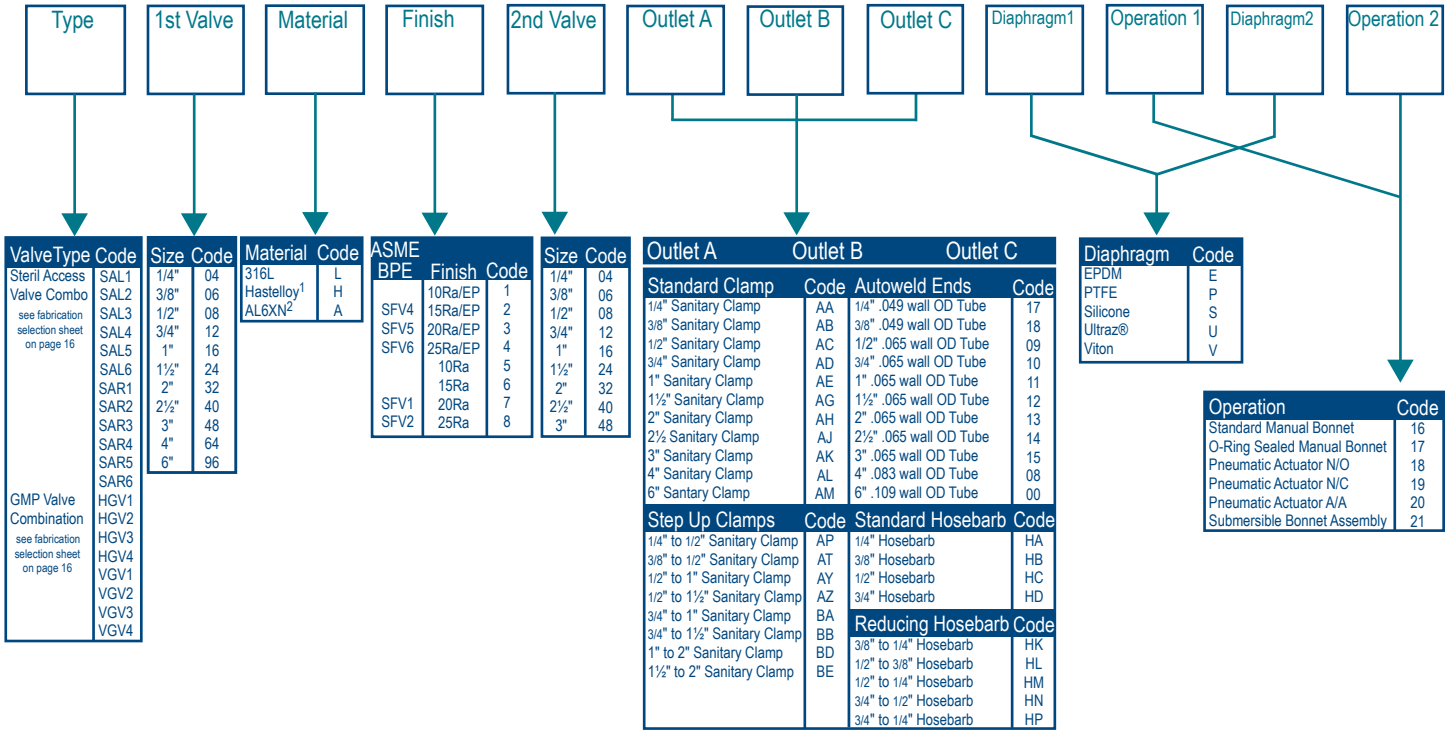 Type 1st Valve Material Finish 2nd Valve Outlet A Outlet B Outlet C Diaphragm1 Operation 1 Diaphragm2 Operation 2
ValveType Code
Steril Access SAL1
Valve Combo SAL2
see fabrication SAL3
selection sheet SAL4
on page 16 SAL5
SAL6
SAR1
SAR2
SAR3
SAR4
SAR5
SAR6
GMP Valve HGV1
Combination HGV2
see fabrication HGV3
selection sheet HGV4
on page 16 VGV1
VGV2
VGV3
VGV4
Size Code
1/4" 04
3/8" 06
1/2" 08
3/4" 12
1" 16
1½" 24
2" 32
2½" 40
3" 48
4" 64
6" 96
Material Code
316L L
Hastelloy1 H
AL6XN2 A
ASME
BPE Finish Code
10Ra/EP 1
SFV4 15Ra/EP 2
SFV5 20Ra/EP 3
SFV6 25Ra/EP 4
10Ra 5
15Ra 6
SFV1 20Ra 7
SFV2 25Ra 8
Size Code
1/4" 04
3/8" 06
1/2" 08
3/4" 12
1" 16
1½" 24
2" 32
2½" 40
3" 48
Outlet A Outlet B Outlet C
Standard Clamp Code
1/4" Sanitary Clamp AA
3/8" Sanitary Clamp AB
1/2" Sanitary Clamp AC
3/4" Sanitary Clamp AD
1" Sanitary Clamp AE
1½" Sanitary Clamp AG
2" Sanitary Clamp AH
2½ Sanitary Clamp AJ
3" Sanitary Clamp AK
4" Sanitary Clamp AL
6" Santary Clamp AM
Step Up Clamps Code
1/4" to 1/2" Sanitary Clamp AP
3/8" to 1/2" Sanitary Clamp AT
1/2" to 1" Sanitary Clamp AY
1/2" to 1½" Sanitary Clamp AZ
3/4" to 1" Sanitary Clamp BA
3/4" to 1½" Sanitary Clamp BB
1" to 2" Sanitary Clamp BD
1½" to 2" Sanitary Clamp BE
Autoweld Ends Code
1/4" .049 wall OD Tube 17
3/8" .049 wall OD Tube 18
1/2" .065 wall OD Tube 09
3/4" .065 wall OD Tube 10
1" .065 wall OD Tube 11
1½" .065 wall OD Tube 12
2" .065 wall OD Tube 13
2½" .065 wall OD Tube 14
3" .065 wall OD Tube 15
4" .083 wall OD Tube 08
6" .109 wall OD Tube 00
Standard Hosebarb Code
1/4" Hosebarb HA
3/8" Hosebarb HB
1/2" Hosebarb HC
3/4" Hosebarb HD
Reducing Hosebarb Code
3/8" to 1/4" Hosebarb HK
1/2" to 3/8" Hosebarb HL
1/2" to 1/4" Hosebarb HM
3/4" to 1/2" Hosebarb HN
3/4" to 1/4" Hosebarb HP
Diaphragm Code
EPDM E
PTFE P
Silicone S
Ultraz® U
Viton V
Operation Code
Standard Manual Bonnet 16
O-Ring Sealed Manual Bonnet 17
Pneumatic Actuator N/O 18
Pneumatic Actuator N/C 19
Pneumatic Actuator A/A 20
Submersible Bonnet Assembly 21